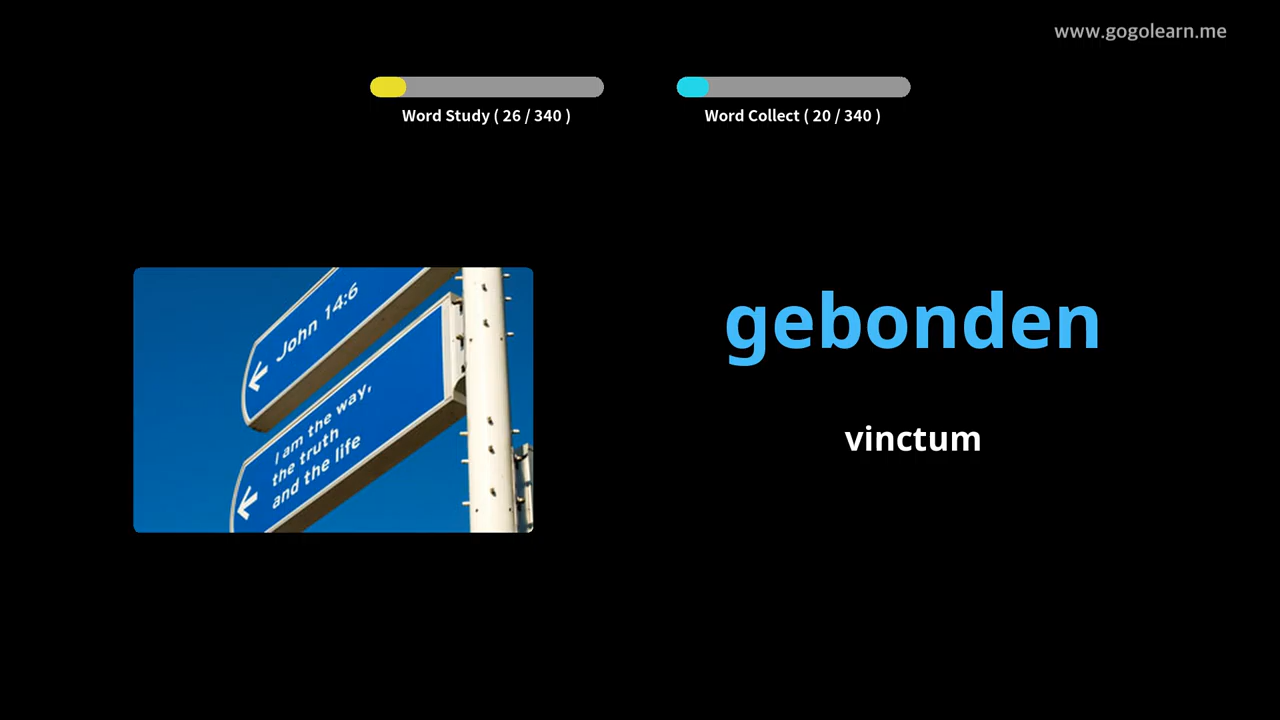 www.gogolearn.me
Word Study ( 26 / 340 )
Word Collect ( 20 / 340 )
John 14:6
I am the way,
the truth
and the life
gebonden
vinctum